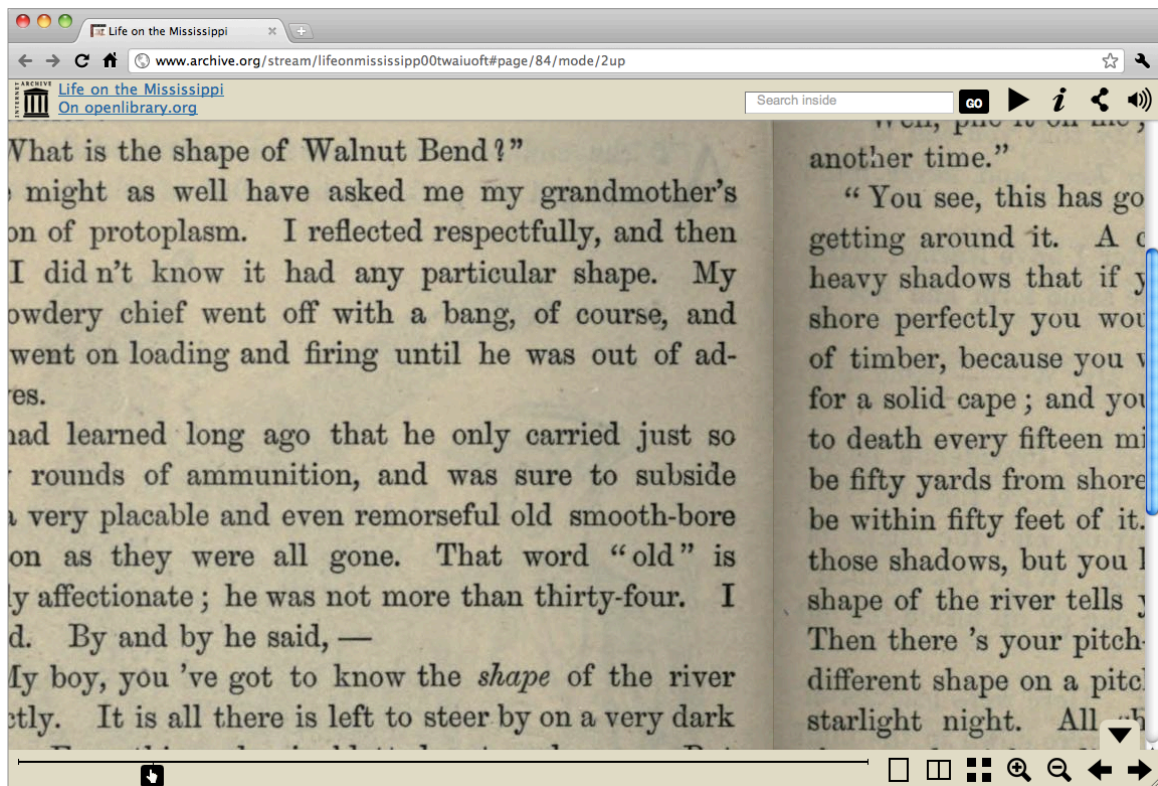 Life on the Mississippi
www.archive.org/stream/lifeonmississipp00twaiuoft#page/84/mode/2up
INTERNET ARCHIVE
Life on the Mississippi
On openlibrary.org
Search inside
GO
What is the shape of Walnut Bend?”
might as well have asked me my grandmother’s
on of protoplasm. I reflected respectfully, and then
I did n’t know it had any particular shape. My
owdery chief went off with a bang, of course, and
went on loading and firing until he was out of ad-
es.
had learned long ago that he only carried just so
rounds of ammunition, and was sure to subside
very placable and even remorseful old smooth-bore
on as they were all gone. That word “old” is
ly affectionate; he was not more than thirty-four. I
d. By and by he said, —
My boy, you ’ve got to know the shape of the river
ctly. It is all there is left to steer by on a very dark
another time.”
“You see, this has go
getting around it. A
heavy shadows that if y
shore perfectly you wou
of timber, because you
for a solid cape; and you
to death every fifteen mi
be fifty yards from shore
be within fifty feet of it.
those shadows, but you
shape of the river tells
Then there ’s your pitch-
different shape on a pitc
starlight night. All